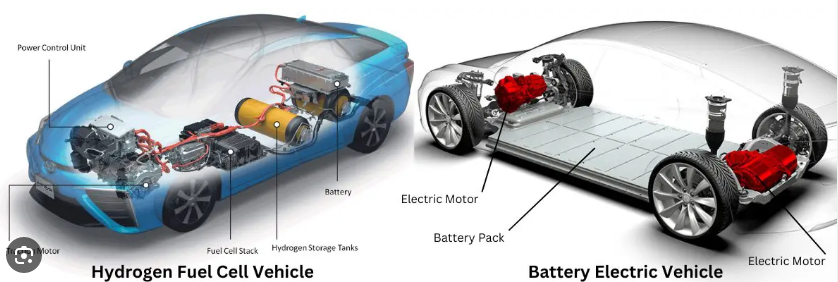 Power Control Unit
Battery
Motor
Fuel Cell Stack
Hydrogen Storage Tanks
Hydrogen Fuel Cell Vehicle
Electric Motor
Battery Pack
Electric Motor
Battery Electric Vehicle